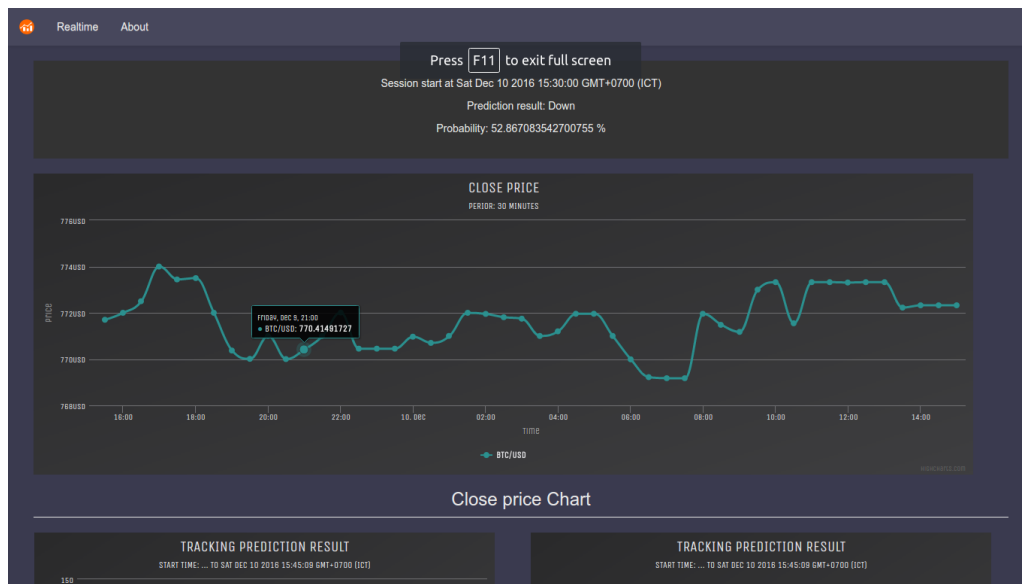 Realtime About
Press F11 to exit full screen
Session start at Sat Dec 10 2016 15:30:00 GMT+0700 (ICT)
Prediction result: Down
Probability: 52.867083542700755 %
CLOSE PRICE
PERIOR: 30 MINUTES
776USD
774USD
772USD
770USD
768USD
Price
Friday, Dec 9, 21:00
BTC/USD: 770.41491727
16:00 18:00 20:00 22:00 10. Dec 02:00 04:00 06:00 08:00 10:00 12:00 14:00
Time
BTC/USD
Close price Chart
TRACKING PREDICTION RESULT
START TIME: ... TO SAT DEC 10 2016 15:45:09 GMT+0700 (ICT)
150
TRACKING PREDICTION RESULT
START TIME: ... TO SAT DEC 10 2016 15:45:09 GMT+0700 (ICT)